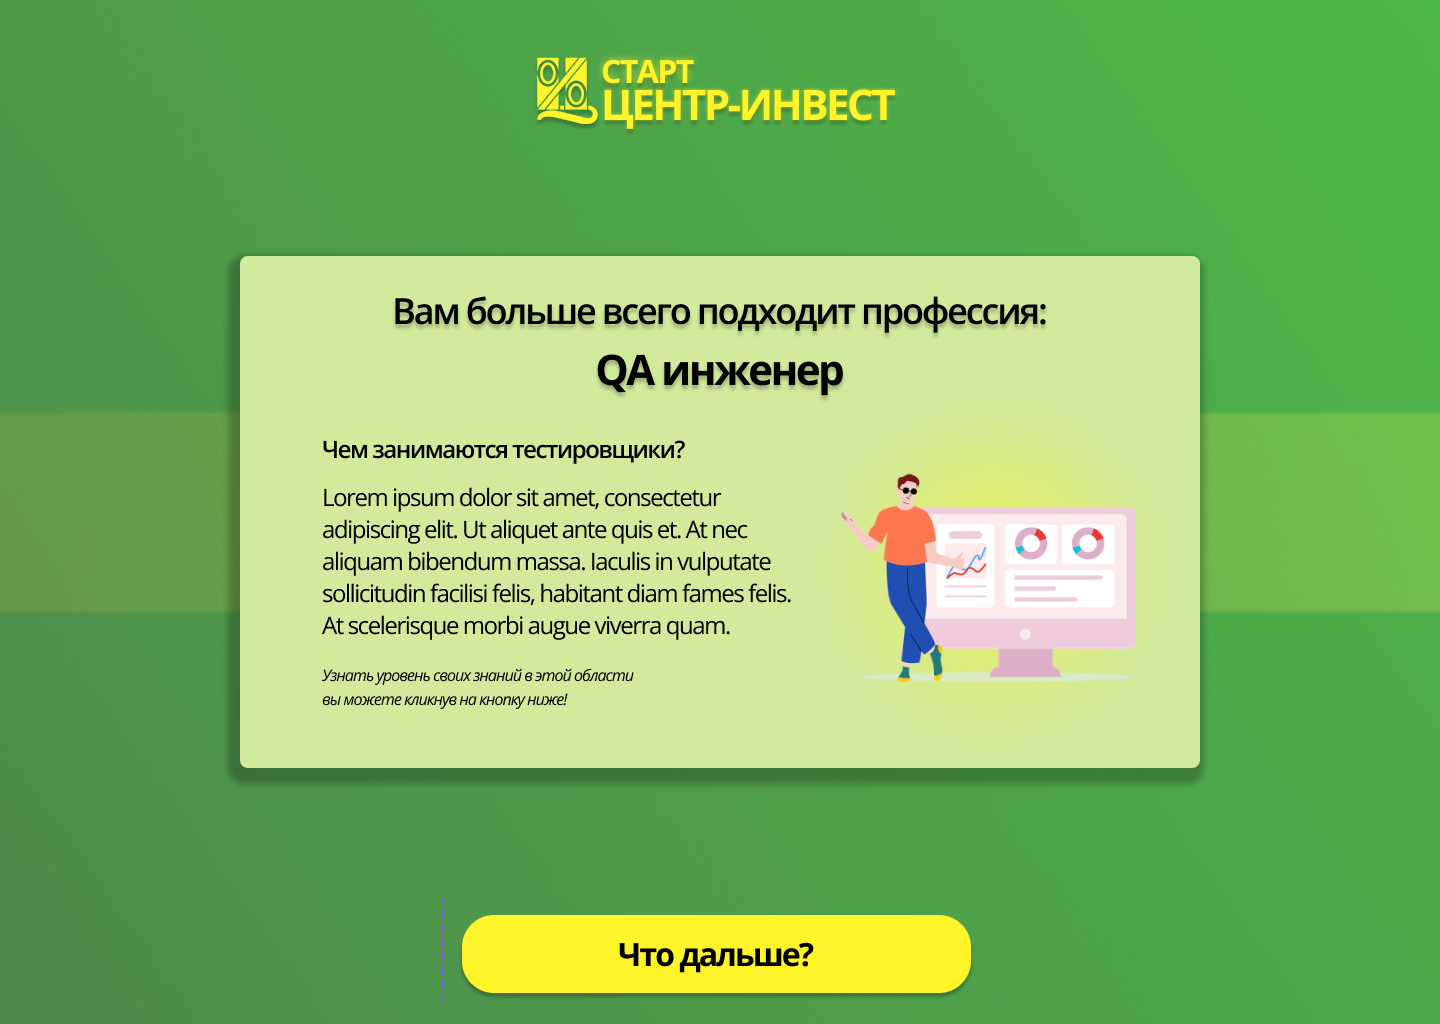 СТАРТ
ЦЕНТР-ИНВЕСТ
Вам больше всего подходит профессия:
QA инженер
Чем занимаются тестировщики?
Lorem ipsum dolor sit amet, consectetur
adipiscing elit. Ut aliquet ante quis et. At nec
aliquam bibendum massa. Iaculis in vulputate
sollicitudin facilisi felis, habitant diam fames felis.
At scelerisque morbi augue viverra quam.
Узнать уровень своих знаний в этой области
вы можете кликнув на кнопку ниже!
Что дальше?